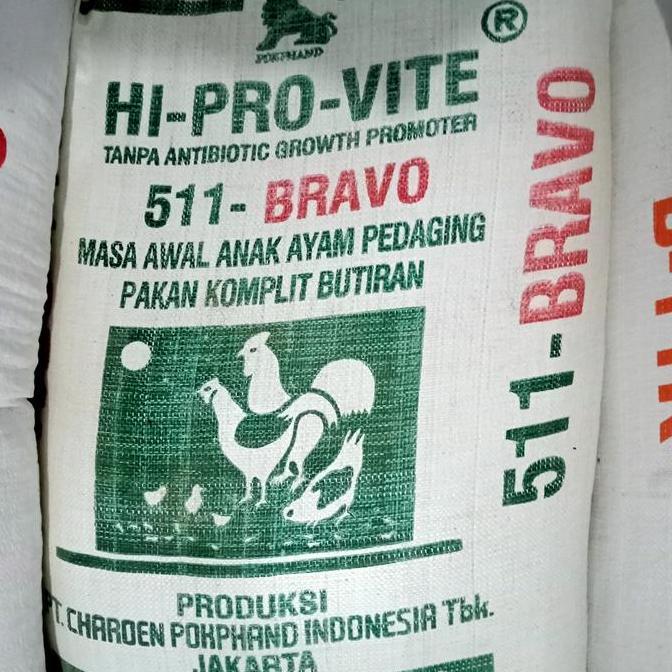 POKPHAND
®
HI-PRO-VITE
TANPA ANTIBIOTIC GROWTH PROMOTER
511- BRAVO
MASA AWAL ANAK AYAM PEDAGING
PAKAN KOMPLIT BUTIRAN
PRODUKSI
PT. CHAROEN POKPHAND INDONESIA Tbk.
JAKARTA
511-BRAVO